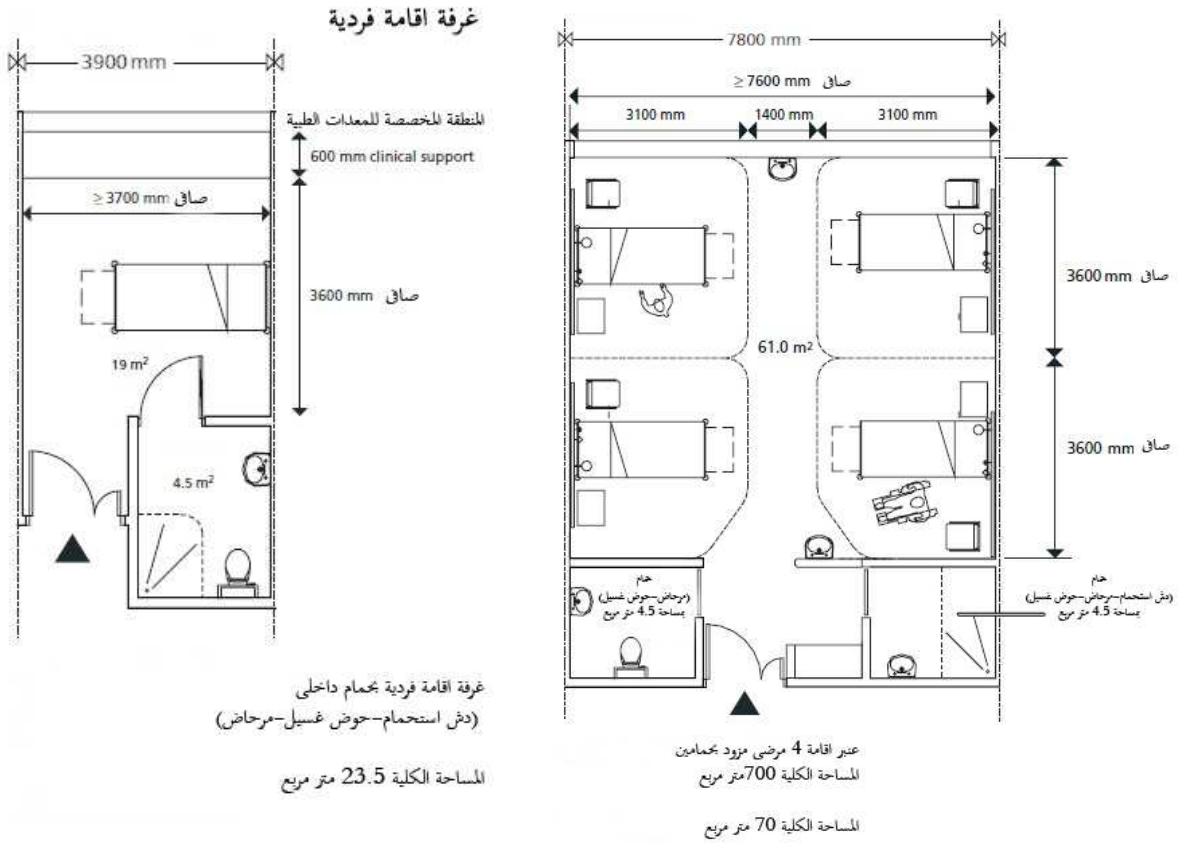 غرفة اقامة فردية
3900 mm
المنطقة المخصصة للمعدات الطبية
600 mm clinical support
≥ 3700 mm صافى
3600 mm صافى
19 m²
4.5 m²
غرفة اقامة فردية بحمام داخلى
(دش استحمام-حوض غسيل-مرحاض)
المساحة الكلية 23.5 متر مربع
7800 mm
≥ 7600 mm صافى
3100 mm
1400 mm
3100 mm
3600 mm صافى
61.0 m²
3600 mm صافى
حمام
(مرحاض-حوض غسيل)
بمساحة 4.5 متر مربع
حمام
(دش استحمام-مرحاض-حوض غسيل)
بمساحة 4.5 متر مربع
عنبر اقامة 4 مرضى مزود بحمامين
المساحة الكلية 700متر مربع
المساحة الكلية 70 متر مربع